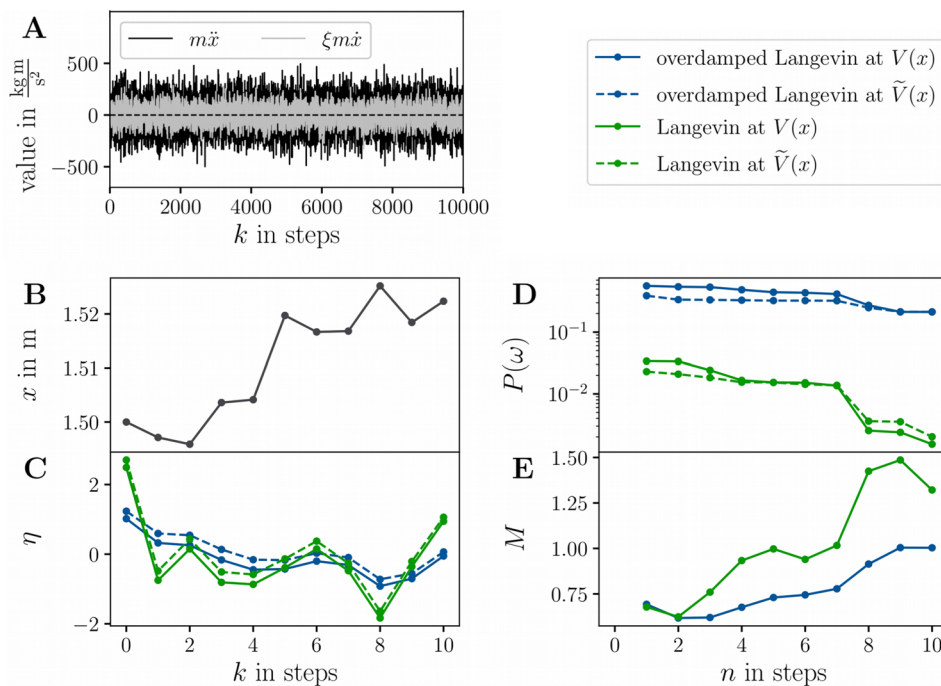 A
mẍ
ξmẋ
value in kg m/s²
500
0
−500
0
2000
4000
6000
8000
10000
k in steps
overdamped Langevin at V(x)
overdamped Langevin at Ṽ(x)
Langevin at V(x)
Langevin at Ṽ(x)
B
x in m
1.52
1.51
1.50
C
η
2
0
−2
0
2
4
6
8
10
k in steps
D
P(ω)
10⁻¹
10⁻²
E
M
1.50
1.25
1.00
0.75
0
2
4
6
8
10
n in steps